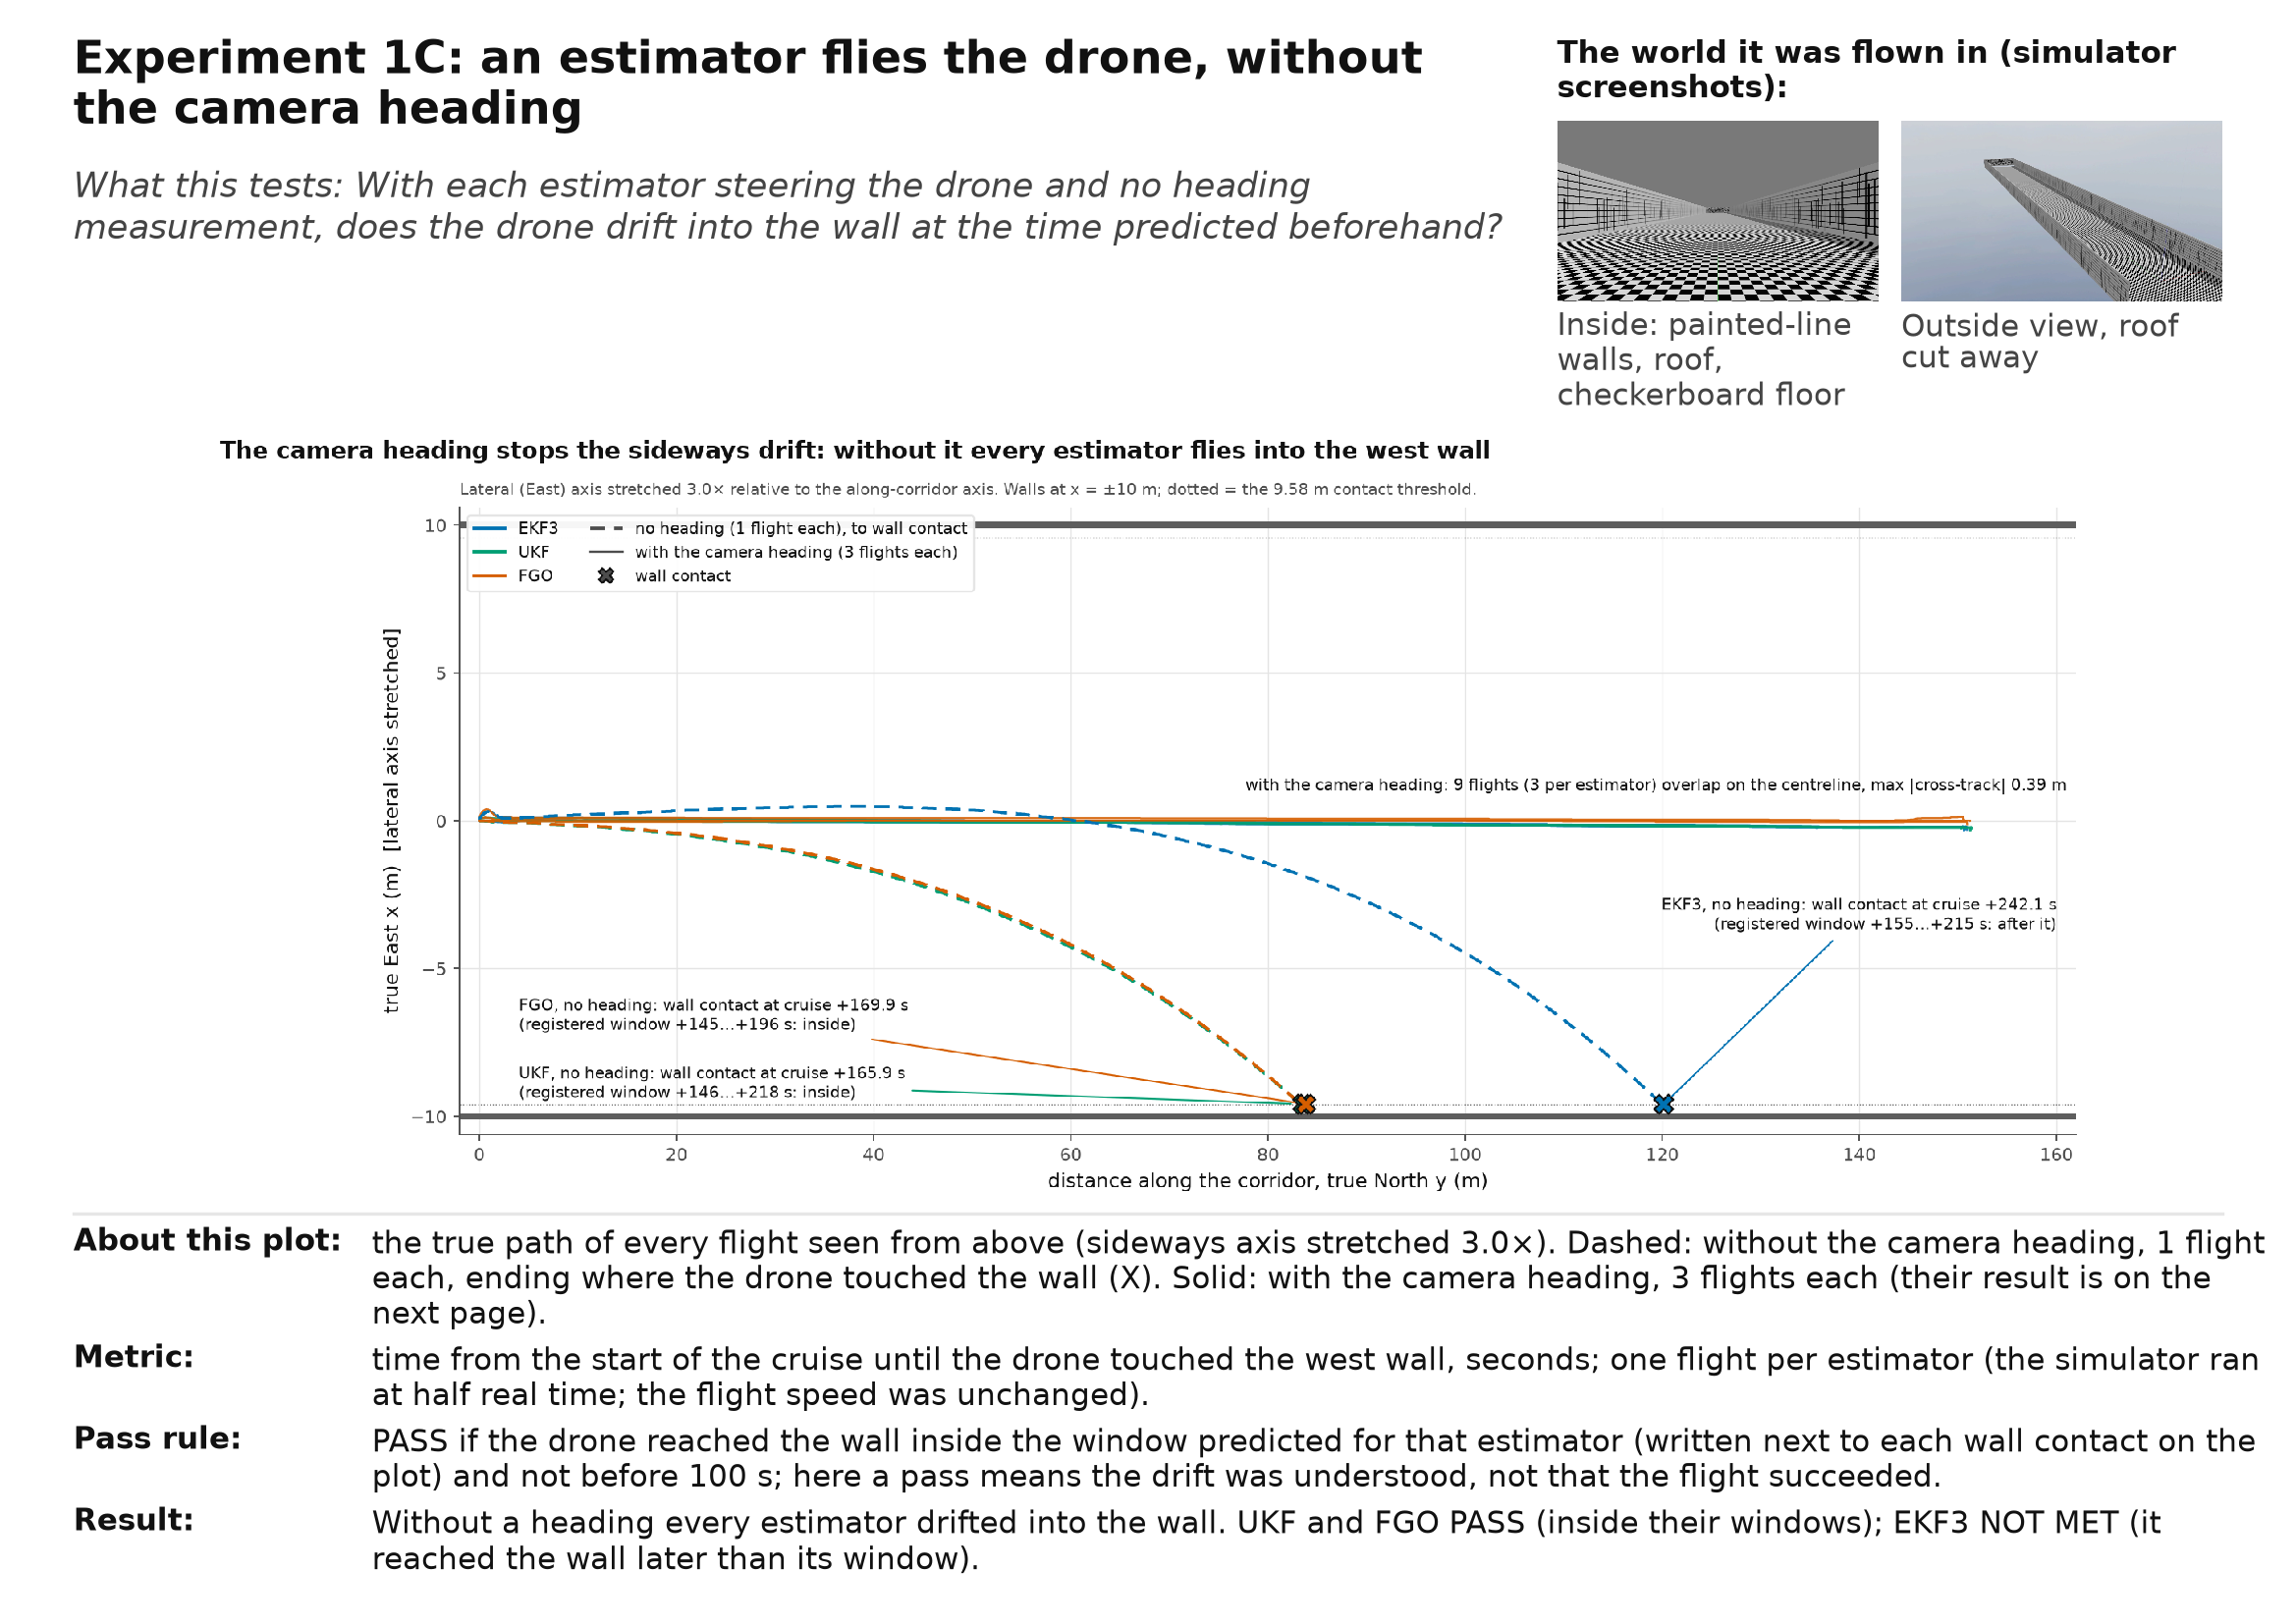 Experiment 1C: an estimator flies the drone, without
the camera heading
What this tests: With each estimator steering the drone and no heading
measurement, does the drone drift into the wall at the time predicted beforehand?
The world it was flown in (simulator
screenshots):
Inside: painted-line
walls, roof,
checkerboard floor
Outside view, roof
cut away
The camera heading stops the sideways drift: without it every estimator flies into the west wall
Lateral (East) axis stretched 3.0× relative to the along-corridor axis. Walls at x = ±10 m; dotted = the 9.58 m contact threshold.
EKF3
UKF
FGO
no heading (1 flight each), to wall contact
with the camera heading (3 flights each)
wall contact
10
5
0
−5
−10
true East x (m)  [lateral axis stretched]
with the camera heading: 9 flights (3 per estimator) overlap on the centreline, max |cross-track| 0.39 m
EKF3, no heading: wall contact at cruise +242.1 s
(registered window +155…+215 s: after it)
FGO, no heading: wall contact at cruise +169.9 s
(registered window +145…+196 s: inside)
UKF, no heading: wall contact at cruise +165.9 s
(registered window +146…+218 s: inside)
0 20 40 60 80 100 120 140 160
distance along the corridor, true North y (m)
About this plot: the true path of every flight seen from above (sideways axis stretched 3.0×). Dashed: without the camera heading, 1 flight
each, ending where the drone touched the wall (X). Solid: with the camera heading, 3 flights each (their result is on the
next page).
Metric: time from the start of the cruise until the drone touched the west wall, seconds; one flight per estimator (the simulator ran
at half real time; the flight speed was unchanged).
Pass rule: PASS if the drone reached the wall inside the window predicted for that estimator (written next to each wall contact on the
plot) and not before 100 s; here a pass means the drift was understood, not that the flight succeeded.
Result: Without a heading every estimator drifted into the wall. UKF and FGO PASS (inside their windows); EKF3 NOT MET (it
reached the wall later than its window).